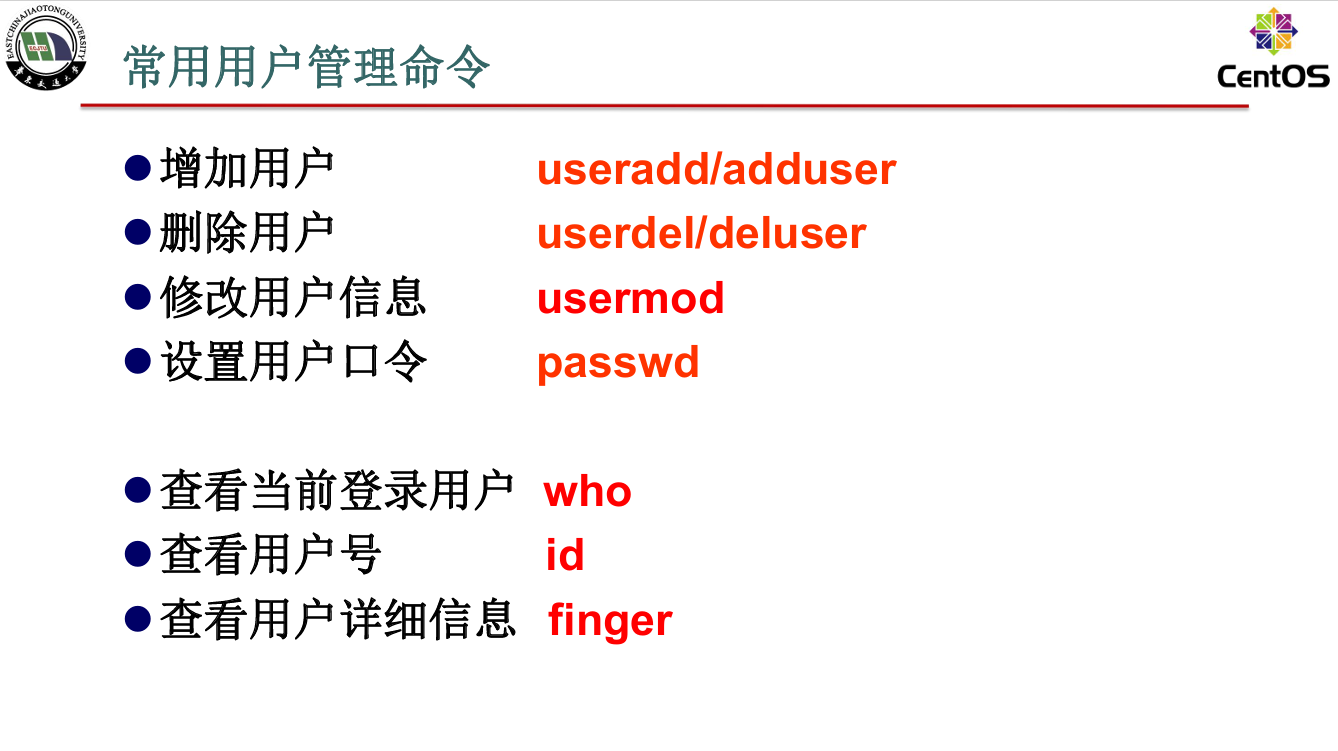 EASTCHINAJIAOTONGUNIVERSITY
ECJTU
华东交通大学
常用用户管理命令
CentOS
增加用户 useradd/adduser
删除用户 userdel/deluser
修改用户信息 usermod
设置用户口令 passwd
查看当前登录用户 who
查看用户号 id
查看用户详细信息 finger